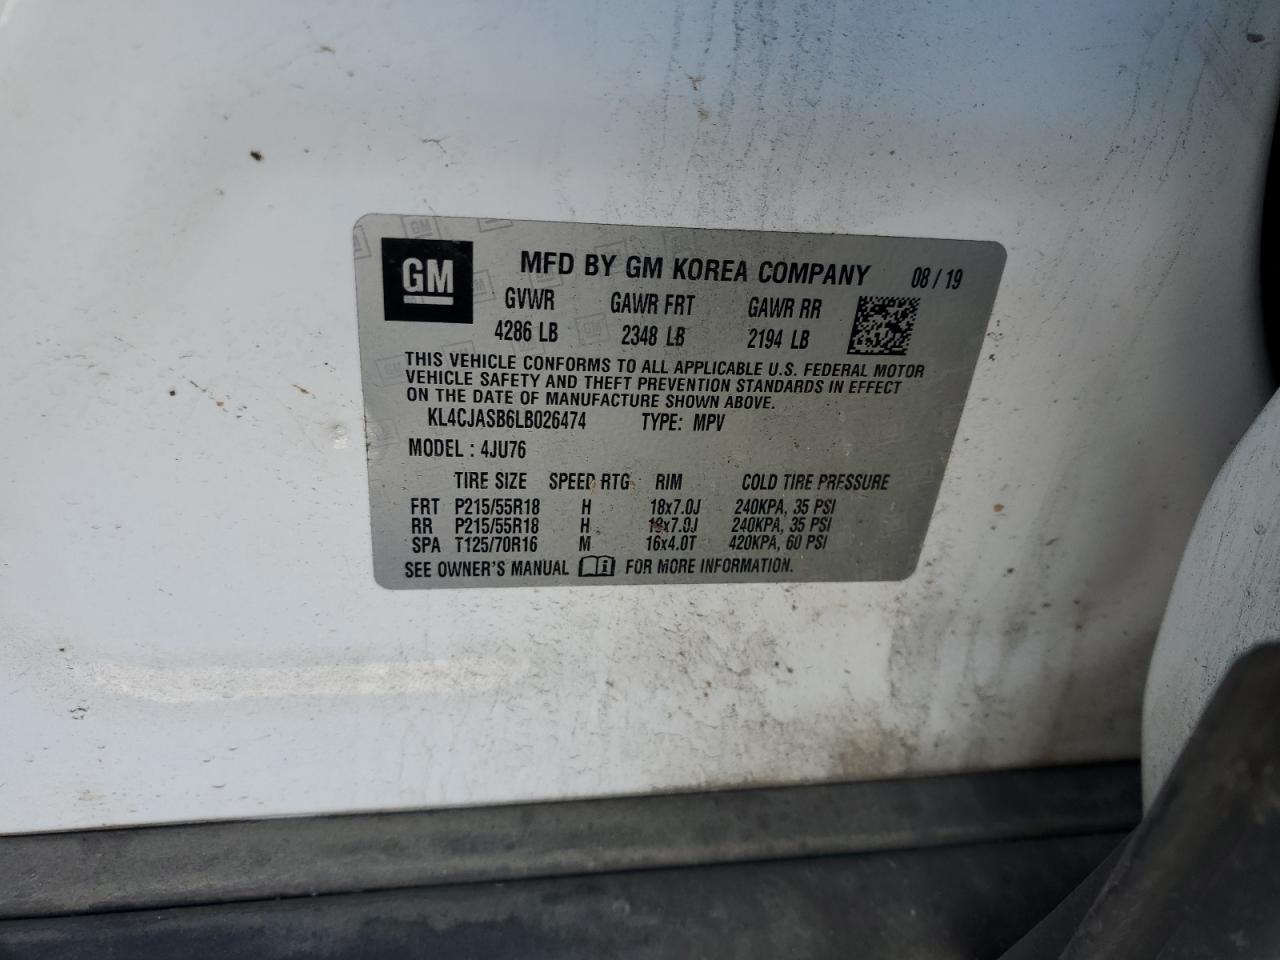 GM MFD BY GM KOREA COMPANY 08 / 19
GVWR GAWR FRT GAWR RR
4286 LB 2348 LB 2194 LB
THIS VEHICLE CONFORMS TO ALL APPLICABLE U.S. FEDERAL MOTOR
VEHICLE SAFETY AND THEFT PREVENTION STANDARDS IN EFFECT
ON THE DATE OF MANUFACTURE SHOWN ABOVE.
KL4CJASB6LB026474 TYPE: MPV
MODEL : 4JU76
TIRE SIZE SPEED RTG RIM COLD TIRE PRESSURE
FRT P215/55R18 H 18x7.0J 240KPA, 35 PSI
RR P215/55R18 H 18x7.0J 240KPA, 35 PSI
SPA T125/70R16 M 16x4.0T 420KPA, 60 PSI
SEE OWNER'S MANUAL FOR MORE INFORMATION.